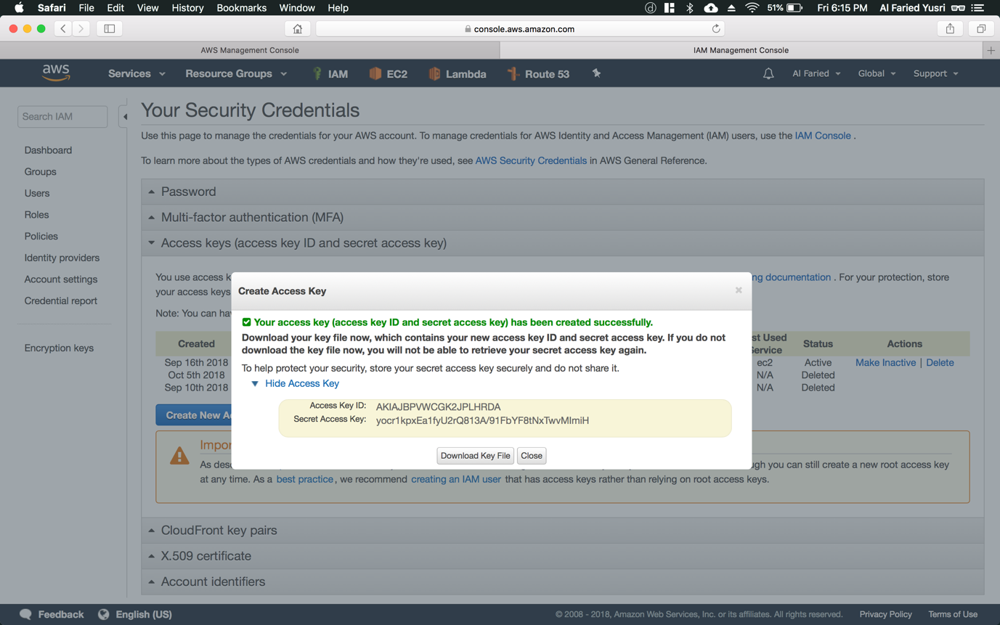 Safari File Edit View History Bookmarks Window Help 51% Fri 6:15 PM Al Faried Yusri
console.aws.amazon.com
AWS Management Console IAM Management Console
aws Services Resource Groups IAM EC2 Lambda Route 53 Al Faried Global Support
Search IAM
Dashboard
Groups
Users
Roles
Policies
Identity providers
Account settings
Credential report
Encryption keys
Your Security Credentials
Use this page to manage the credentials for your AWS account. To manage credentials for AWS Identity and Access Management (IAM) users, use the IAM Console .
To learn more about the types of AWS credentials and how they're used, see AWS Security Credentials in AWS General Reference.
Password
Multi-factor authentication (MFA)
Access keys (access key ID and secret access key)
You use access k ng documentation . For your protection, store
your access keys
Note: You can ha
Created st Used Service Status Actions
Sep 16th 2018 ec2 Active Make Inactive | Delete
Oct 5th 2018 N/A Deleted
Sep 10th 2018 N/A Deleted
Create New A
Create Access Key
Your access key (access key ID and secret access key) has been created successfully.
Download your key file now, which contains your new access key ID and secret access key. If you do not
download the key file now, you will not be able to retrieve your secret access key again.
To help protect your security, store your secret access key securely and do not share it.
Hide Access Key
Access Key ID: AKIAJBPVWCGK2JPLHRDA
Secret Access Key: yocr1kpxEa1fyU2rQ813A/91FbYF8tNxTwvMImiH
Download Key File Close
Impor
As desc ugh you can still create a new root access key
at any time. As a best practice, we recommend creating an IAM user that has access keys rather than relying on root access keys.
CloudFront key pairs
X.509 certificate
Account identifiers
Feedback English (US) © 2008 - 2018, Amazon Web Services, Inc. or its affiliates. All rights reserved. Privacy Policy Terms of Use